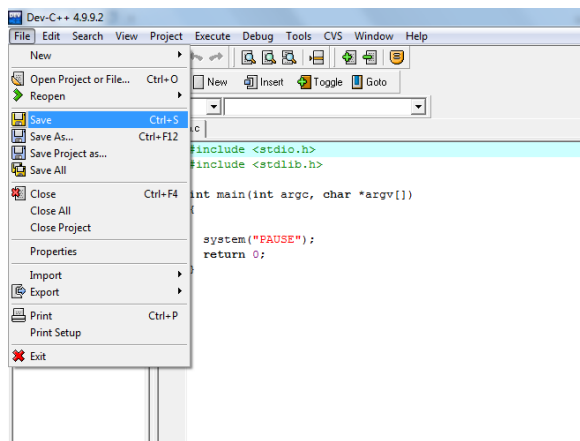 Dev-C++ 4.9.9.2
File Edit Search View Project Execute Debug Tools CVS Window Help
New
Open Project or File... Ctrl+O
Reopen
Save Ctrl+S
Save As... Ctrl+F12
Save Project as...
Save All
Close Ctrl+F4
Close All
Close Project
Properties
Import
Export
Print Ctrl+P
Print Setup
Exit
New Insert Toggle Goto
.c
#include <stdio.h>
#include <stdlib.h>
int main(int argc, char *argv[])
{
system("PAUSE");
return 0;
}